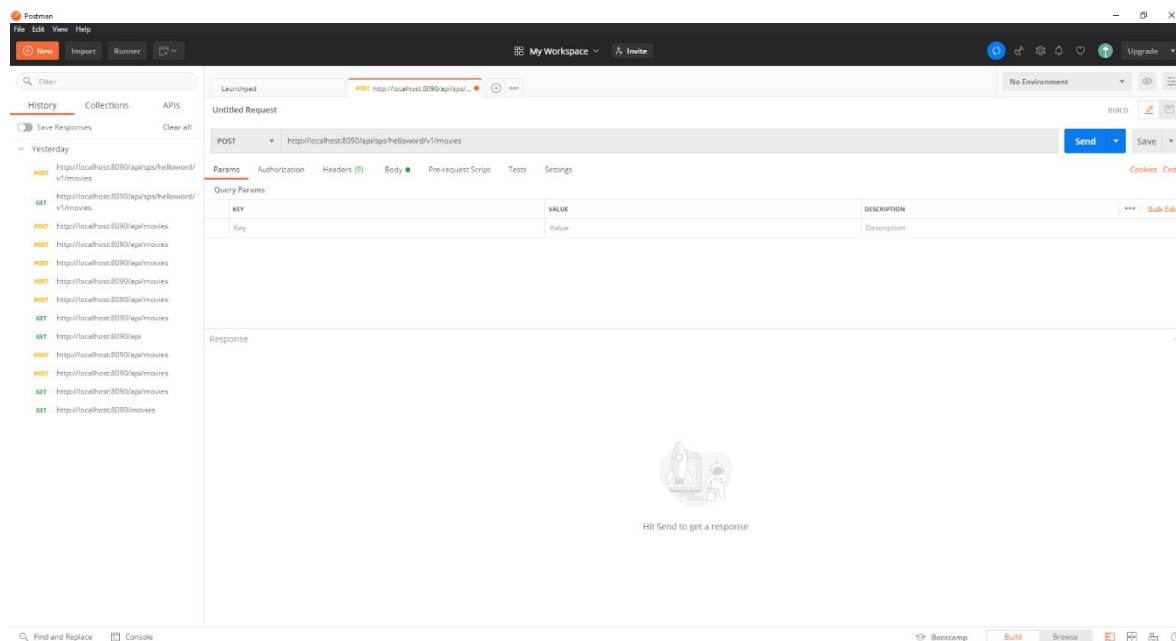 Postman
File Edit View Help
New Import Runner My Workspace Invite Upgrade
Filter
History Collections APIs
Save Responses Clear all
Yesterday
POST http://localhost:8090/api/sps/helloword/
v1/movies
GET http://localhost:8090/api/sps/helloword/
v1/movies
POST http://localhost:8090/api/movies
POST http://localhost:8090/api/movies
POST http://localhost:8090/api/movies
POST http://localhost:8090/api/movies
POST http://localhost:8090/api/movies
GET http://localhost:8090/api/movies
GET http://localhost:8090/api
POST http://localhost:8090/api/movies
POST http://localhost:8090/api/movies
GET http://localhost:8090/api/movies
GET http://localhost:8090/movies
Launchpad POST http://localhost:8090/api/sps/... No Environment
Untitled Request BUILD
POST http://localhost:8090/api/sps/helloword/v1/movies Send Save
Params Authorization Headers (9) Body Pre-request Script Tests Settings Cookies Cod
Query Params
KEY VALUE DESCRIPTION ••• Bulk Edi
Key Value Description
Response
Hit Send to get a response
Find and Replace Console Bootcamp Build Browse